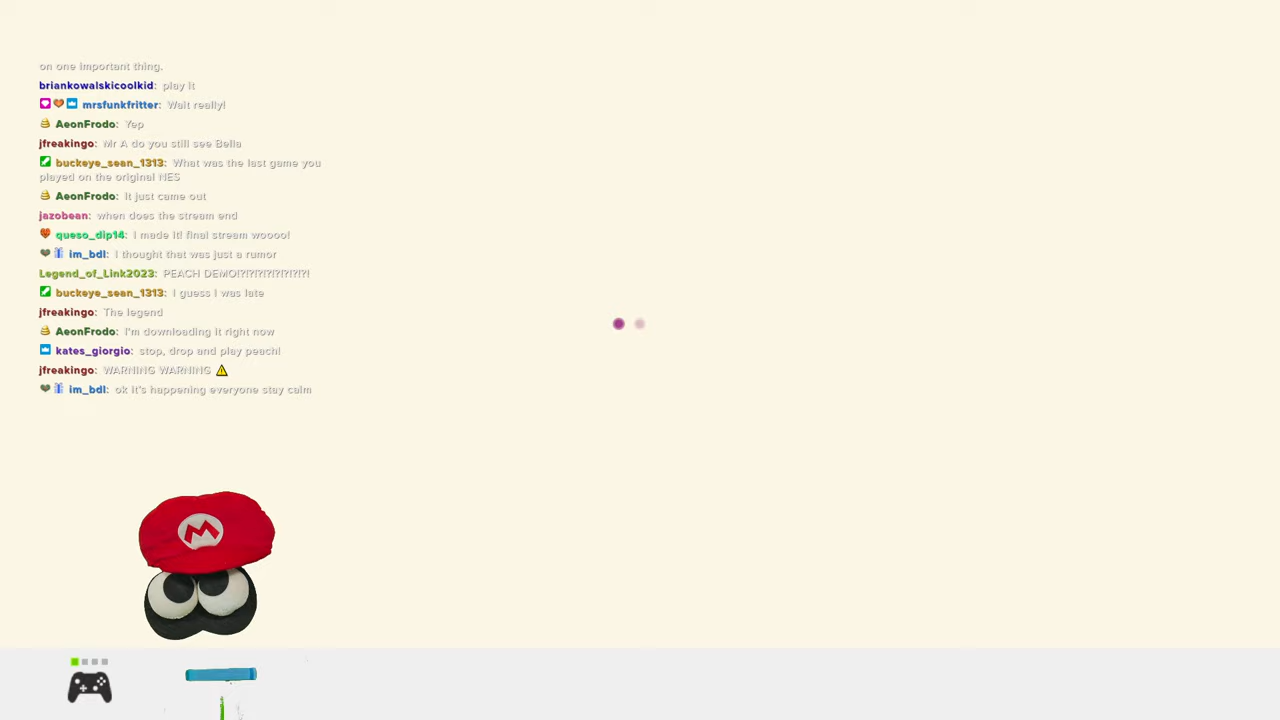 on one important thing.
briankowalskicoolkid: play it
mrsfunkfritter: Wait really!
AeonFrodo: Yep
jfreakingo: Mr A do you still see Bella
buckeye_sean_1313: What was the last game you
played on the original NES
AeonFrodo: It just came out
jazobean: when does the stream end
queso_dip14: I made it! final stream woooo!
im_bdl: I thought that was just a rumor
Legend_of_Link2023: PEACH DEMO!?!?!?!?!?!?!?!
buckeye_sean_1313: I guess I was late
jfreakingo: The legend
AeonFrodo: I'm downloading it right now
kates_giorgio: stop, drop and play peach!
jfreakingo: WARNING WARNING ⚠
im_bdl: ok it's happening everyone stay calm
M